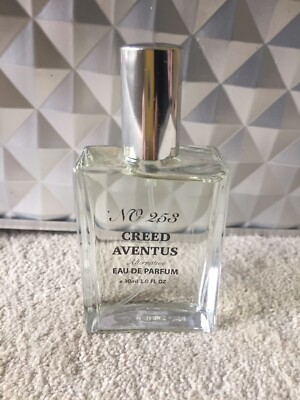 NO 253
CREED
AVENTUS
Alternative
EAU DE PARFUM
e 30ml 1.0 FL OZ